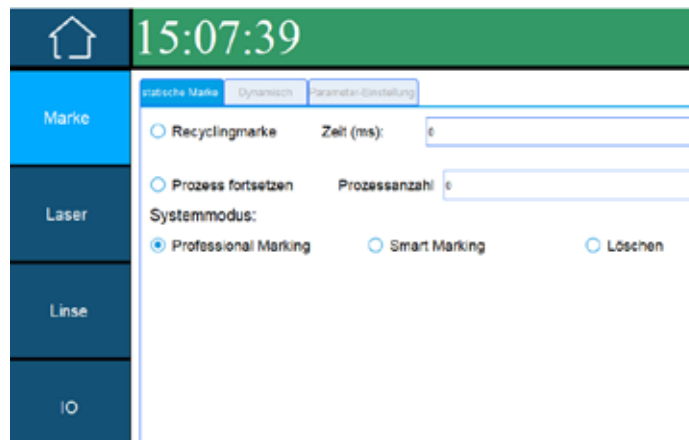 15:07:39
Marke
Laser
Linse
IO
statische Marke Dynamisch Parameter-Einstellung
Recyclingmarke Zeit (ms): 0
Prozess fortsetzen Prozessanzahl 0
Systemmodus:
Professional Marking Smart Marking Löschen